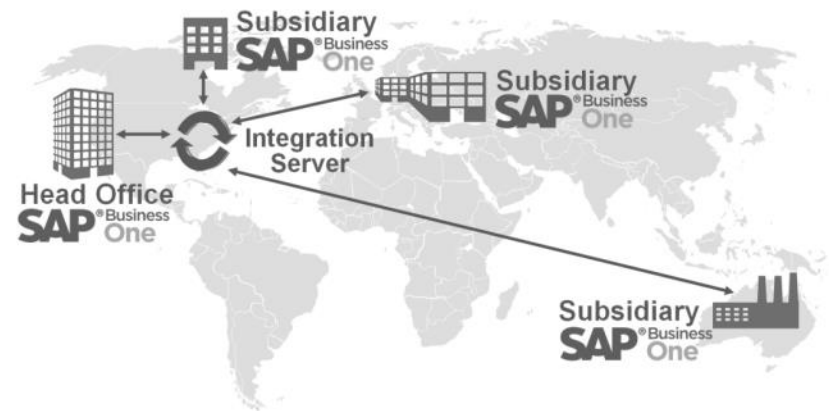 Subsidiary
SAP® Business One
Subsidiary
SAP® Business One
Integration
Server
Head Office
SAP® Business One
Subsidiary
SAP® Business One